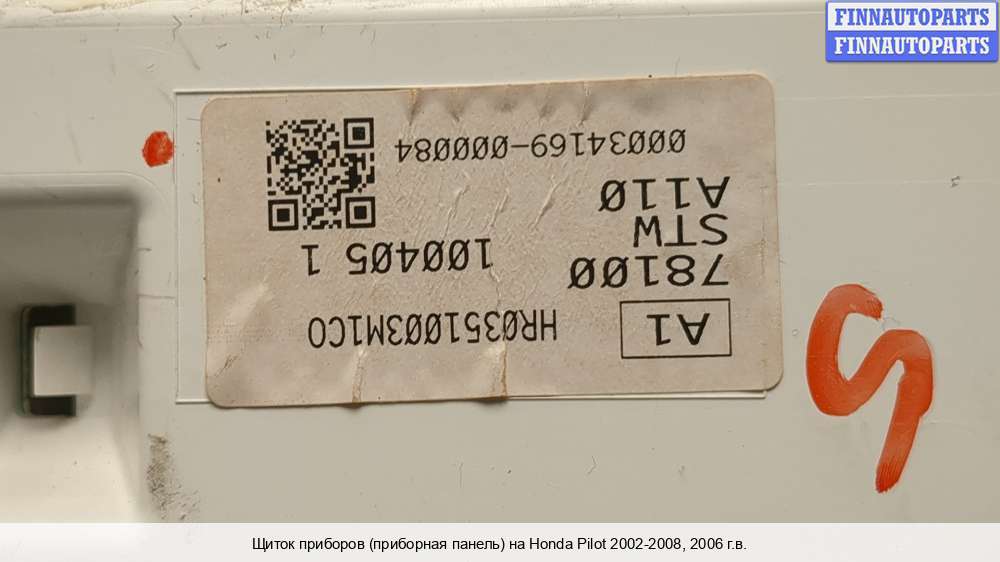 FINNAUTOPARTS
FINNAUTOPARTS
A1
HR0351003M1C0
78100
100405 1
STW
A110
00034169-000084
5
Щиток приборов (приборная панель) на Honda Pilot 2002-2008, 2006 г.в.